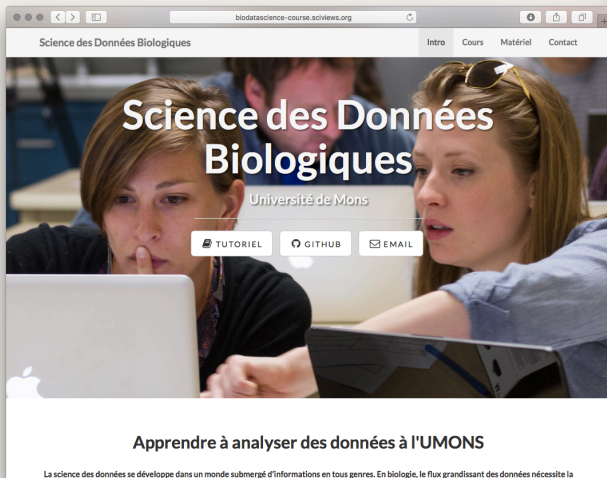 biodatascience-course.sciviews.org
Science des Données Biologiques
Intro Cours Matériel Contact
Science des Données
Biologiques
Université de Mons
TUTORIEL GITHUB EMAIL
Apprendre à analyser des données à l'UMONS
La science des données se développe dans un monde submergé d'informations en tous genres. En biologie, le flux grandissant des données nécessite la